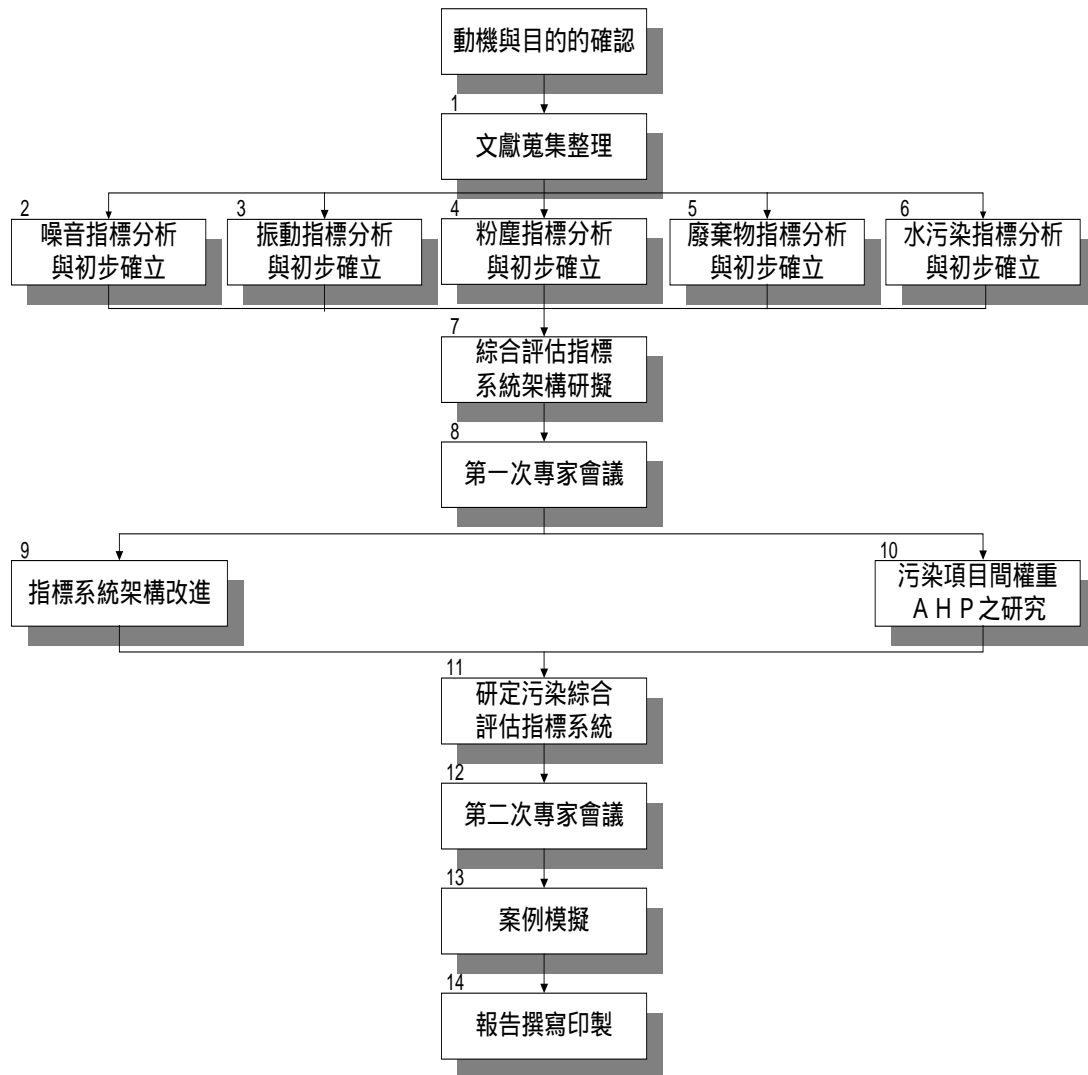 動機與目的的確認
1
文獻蒐集整理
2
噪音指標分析
與初步確立
3
振動指標分析
與初步確立
4
粉塵指標分析
與初步確立
5
廢棄物指標分析
與初步確立
6
水污染指標分析
與初步確立
7
綜合評估指標
系統架構研擬
8
第一次專家會議
9
指標系統架構改進
10
污染項目間權重
ＡＨＰ之研究
11
研定污染綜合
評估指標系統
12
第二次專家會議
13
案例模擬
14
報告撰寫印製